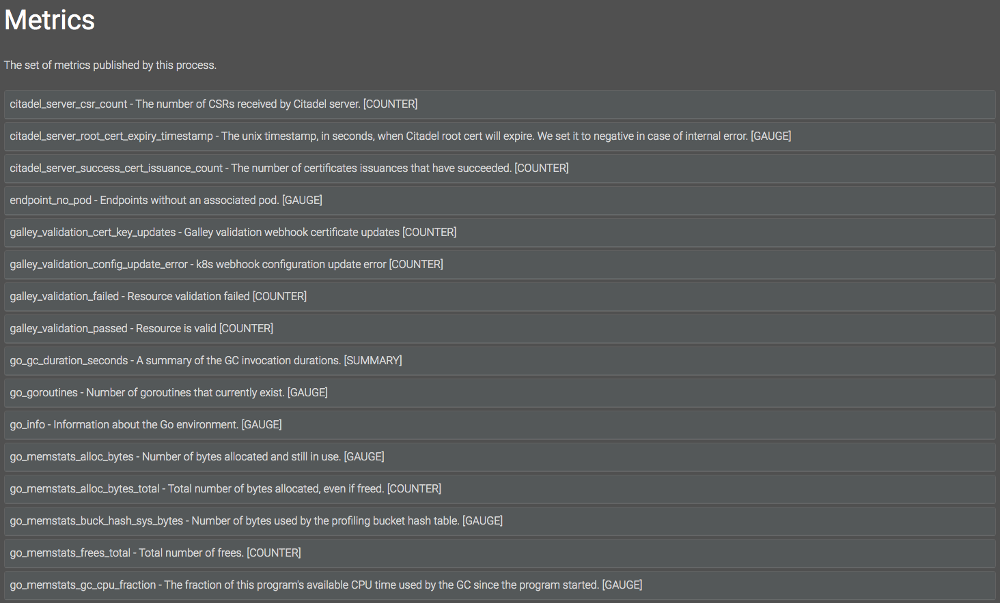 Metrics
The set of metrics published by this process.
citadel_server_csr_count - The number of CSRs received by Citadel server. [COUNTER]
citadel_server_root_cert_expiry_timestamp - The unix timestamp, in seconds, when Citadel root cert will expire. We set it to negative in case of internal error. [GAUGE]
citadel_server_success_cert_issuance_count - The number of certificates issuances that have succeeded. [COUNTER]
endpoint_no_pod - Endpoints without an associated pod. [GAUGE]
galley_validation_cert_key_updates - Galley validation webhook certificate updates [COUNTER]
galley_validation_config_update_error - k8s webhook configuration update error [COUNTER]
galley_validation_failed - Resource validation failed [COUNTER]
galley_validation_passed - Resource is valid [COUNTER]
go_gc_duration_seconds - A summary of the GC invocation durations. [SUMMARY]
go_goroutines - Number of goroutines that currently exist. [GAUGE]
go_info - Information about the Go environment. [GAUGE]
go_memstats_alloc_bytes - Number of bytes allocated and still in use. [GAUGE]
go_memstats_alloc_bytes_total - Total number of bytes allocated, even if freed. [COUNTER]
go_memstats_buck_hash_sys_bytes - Number of bytes used by the profiling bucket hash table. [GAUGE]
go_memstats_frees_total - Total number of frees. [COUNTER]
go_memstats_gc_cpu_fraction - The fraction of this program's available CPU time used by the GC since the program started. [GAUGE]